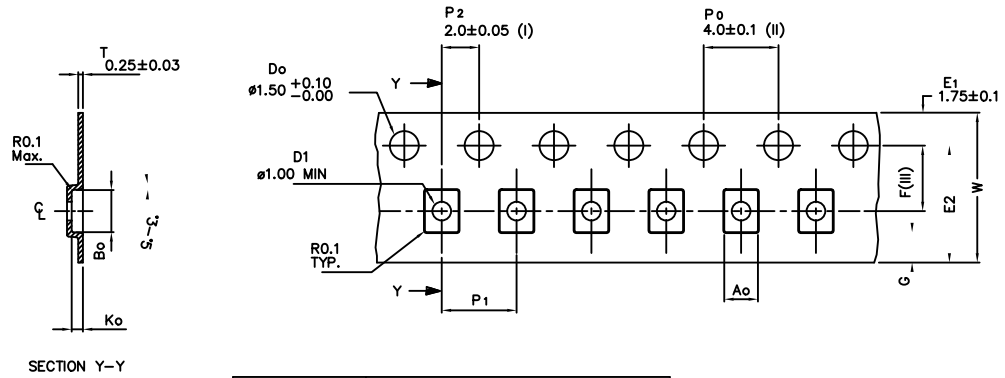 P2
2.0±0.05 (I)
Po
4.0±0.1 (II)
T
0.25±0.03
Do
ø1.50 +0.10
-0.00
Y
E1
1.75±0.1
R0.1
Max.
D1
ø1.00 MIN
F(III)
E2
W
℄
Bo
3°-5°
R0.1
TYP.
G
Y
P1
Ao
Ko
SECTION Y-Y